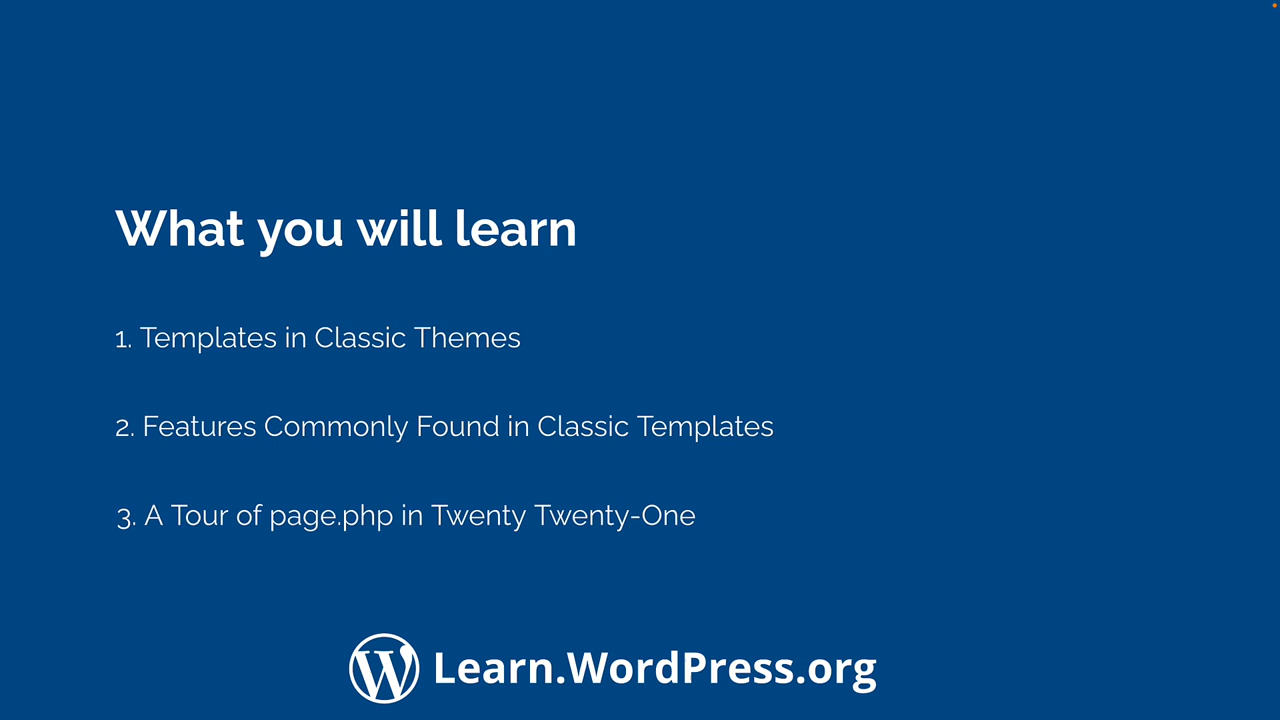 What you will learn
1. Templates in Classic Themes
2. Features Commonly Found in Classic Templates
3. A Tour of page.php in Twenty Twenty-One
Learn.WordPress.org